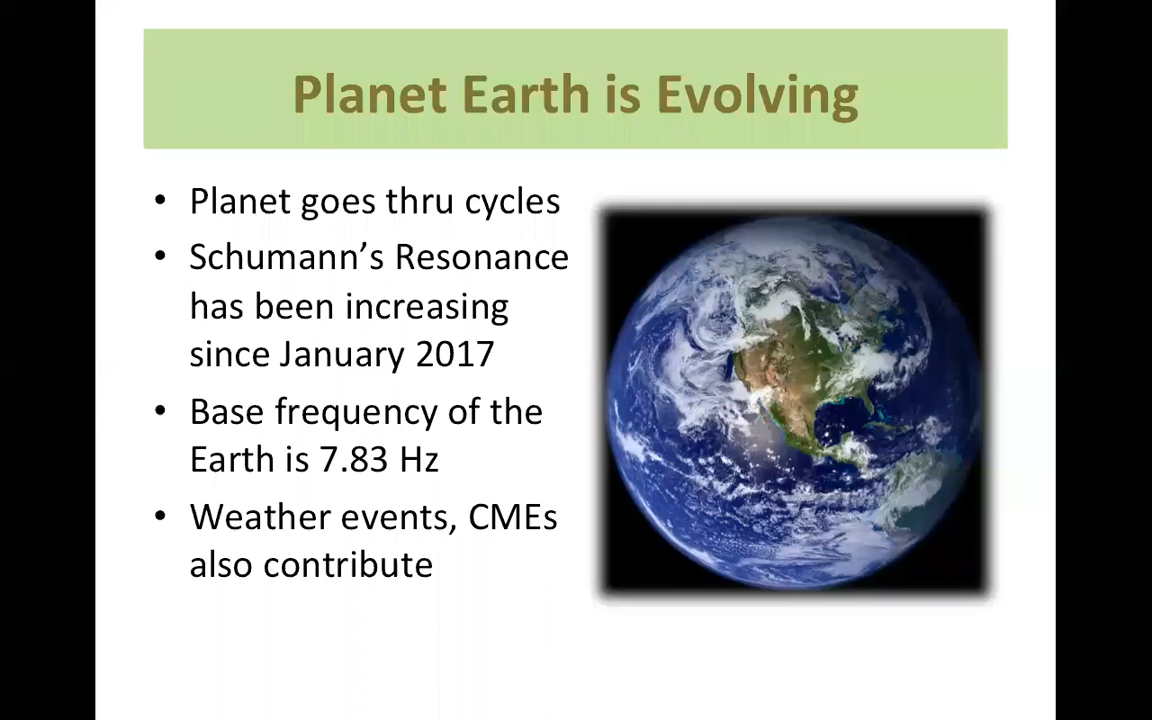 Planet Earth is Evolving
• Planet goes thru cycles
• Schumann’s Resonance
has been increasing
since January 2017
• Base frequency of the
Earth is 7.83 Hz
• Weather events, CMEs
also contribute